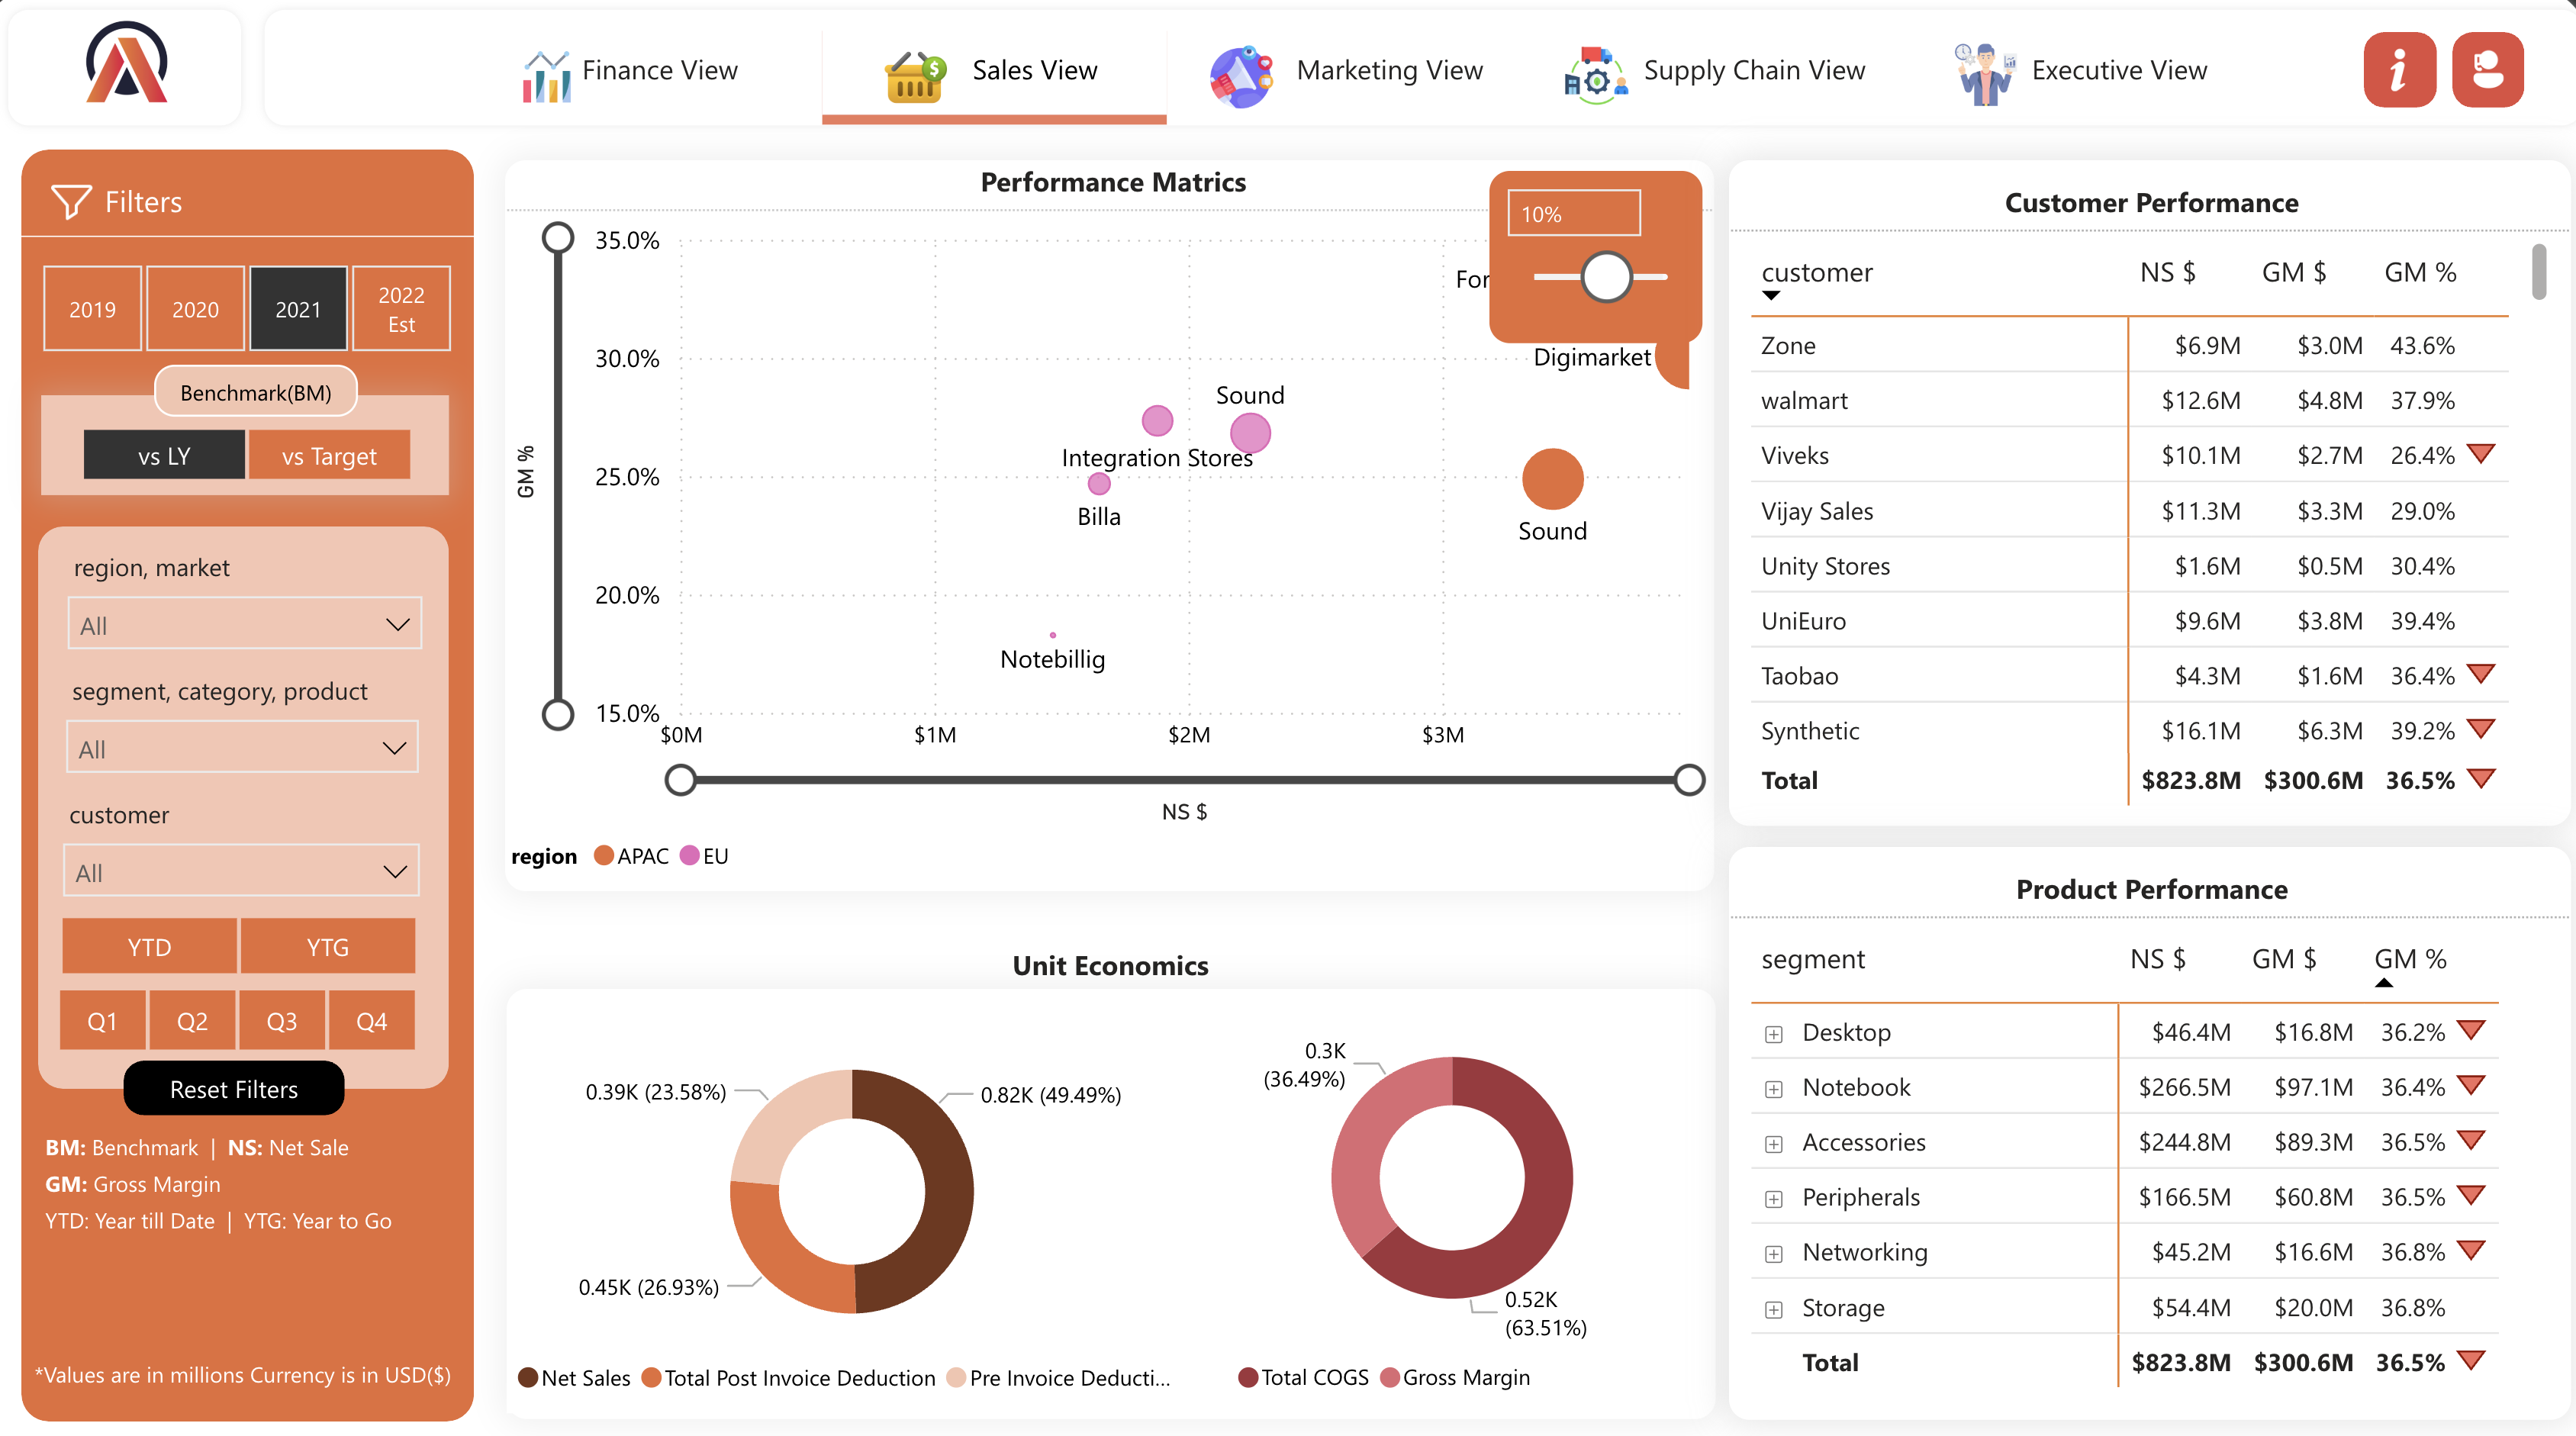 Finance View
Sales View
Marketing View
Supply Chain View
Executive View
Filters
2019
2020
2021
2022
Est
Benchmark(BM)
vs LY
vs Target
region, market
All
segment, category, product
All
customer
All
YTD
YTG
Q1
Q2
Q3
Q4
Reset Filters
BM: Benchmark | NS: Net Sale
GM: Gross Margin
YTD: Year till Date | YTG: Year to Go
*Values are in millions Currency is in USD($)
Performance Matrics
10%
GM %
35.0%
30.0%
25.0%
20.0%
15.0%
For
Digimarket
Sound
Integration Stores
Billa
Sound
Notebillig
$0M
$1M
$2M
$3M
NS $
region APAC EU
Unit Economics
0.39K (23.58%)
0.82K (49.49%)
0.45K (26.93%)
Net Sales Total Post Invoice Deduction Pre Invoice Deducti...
0.3K
(36.49%)
0.52K
(63.51%)
Total COGS Gross Margin
Customer Performance
customer NS $ GM $ GM %
Zone $6.9M $3.0M 43.6%
walmart $12.6M $4.8M 37.9%
Viveks $10.1M $2.7M 26.4%
Vijay Sales $11.3M $3.3M 29.0%
Unity Stores $1.6M $0.5M 30.4%
UniEuro $9.6M $3.8M 39.4%
Taobao $4.3M $1.6M 36.4%
Synthetic $16.1M $6.3M 39.2%
Total $823.8M $300.6M 36.5%
Product Performance
segment NS $ GM $ GM %
Desktop $46.4M $16.8M 36.2%
Notebook $266.5M $97.1M 36.4%
Accessories $244.8M $89.3M 36.5%
Peripherals $166.5M $60.8M 36.5%
Networking $45.2M $16.6M 36.8%
Storage $54.4M $20.0M 36.8%
Total $823.8M $300.6M 36.5%